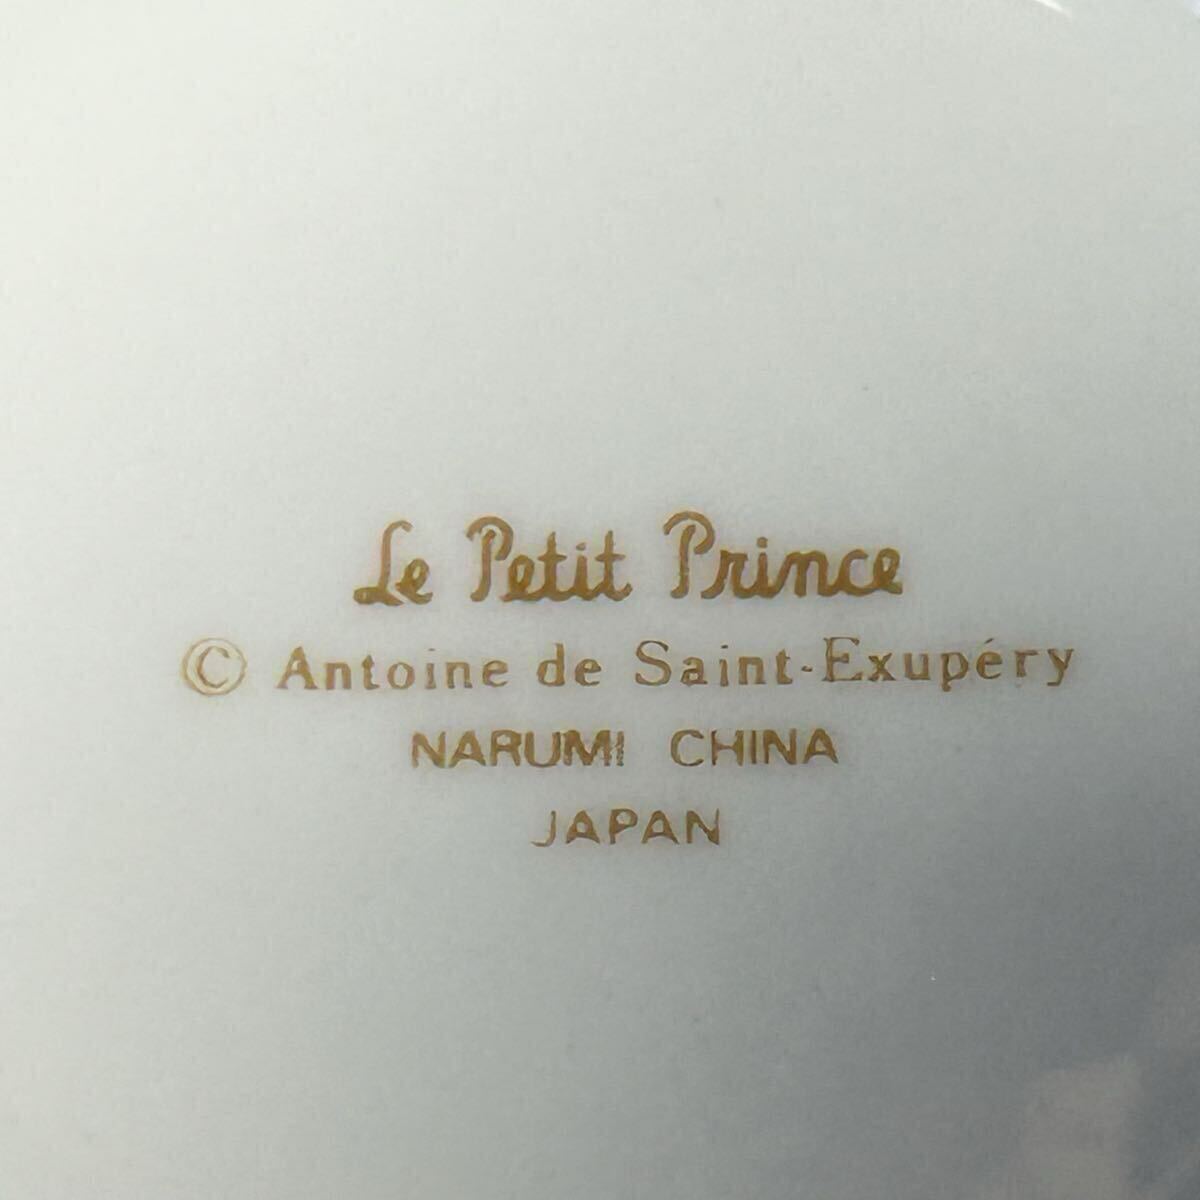 Le Petit Prince
© Antoine de Saint-Exupéry
NARUMI CHINA
JAPAN